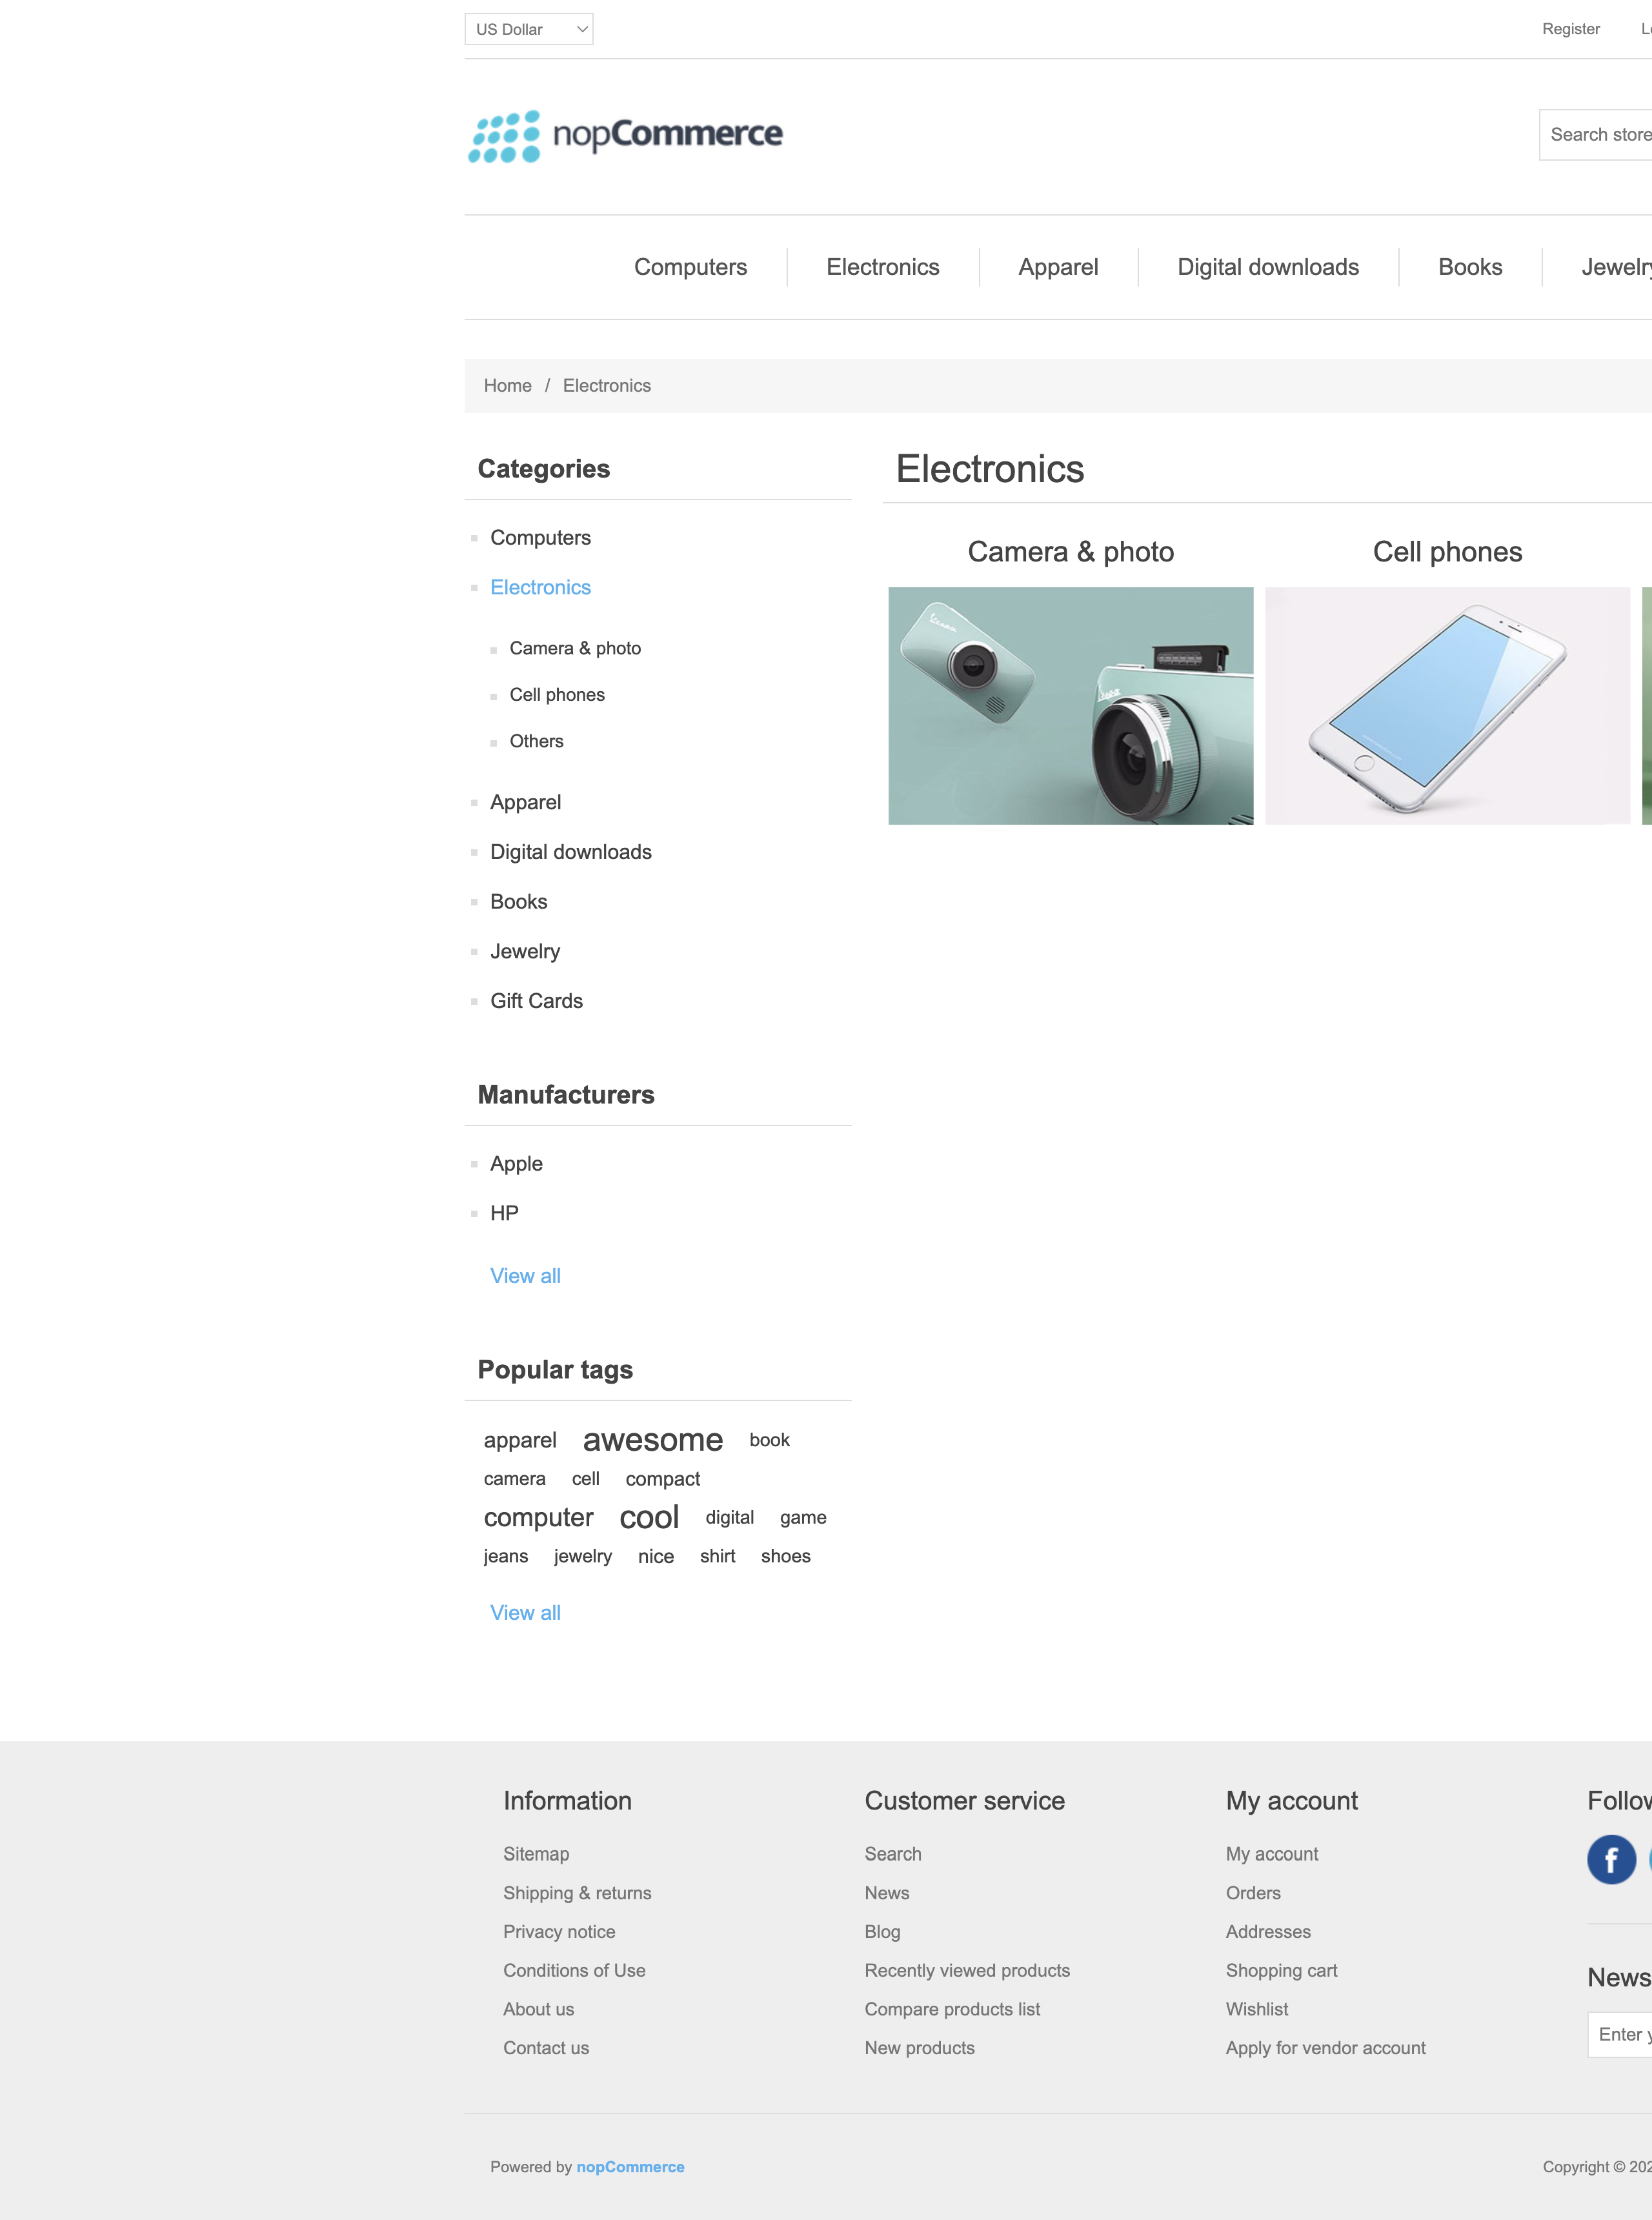 US Dollar
Register
nopCommerce
Search store
Computers
Electronics
Apparel
Digital downloads
Books
Jewelry
Home / Electronics
Categories
Computers
Electronics
Camera & photo
Cell phones
Others
Apparel
Digital downloads
Books
Jewelry
Gift Cards
Manufacturers
Apple
HP
View all
Popular tags
apparel awesome book
camera cell compact
computer cool digital game
jeans jewelry nice shirt shoes
View all
Electronics
Camera & photo
Vespa
Vespa
Cell phones
Information
Sitemap
Shipping & returns
Privacy notice
Conditions of Use
About us
Contact us
Customer service
Search
News
Blog
Recently viewed products
Compare products list
New products
My account
My account
Orders
Addresses
Shopping cart
Wishlist
Apply for vendor account
Follow
f
News
Enter y
Powered by nopCommerce
Copyright © 202